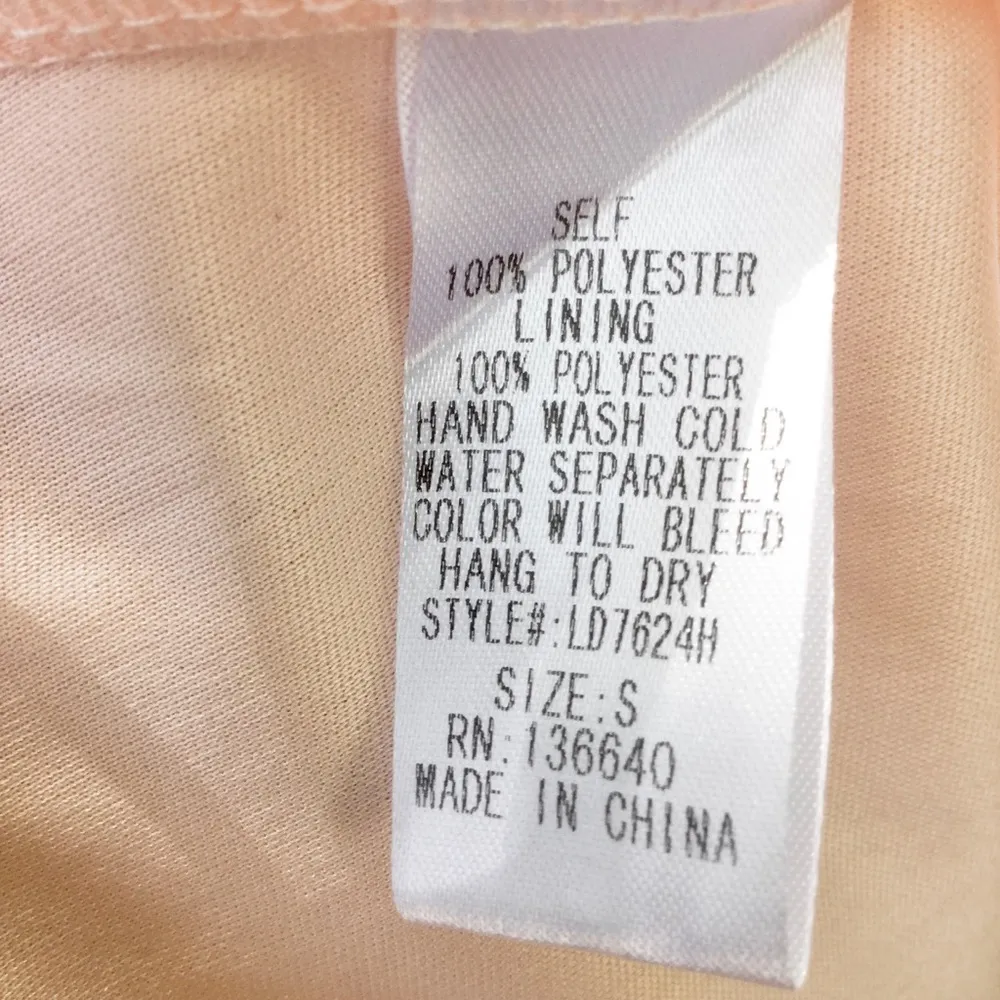 SELF
100% POLYESTER
LINING
100% POLYESTER
HAND WASH COLD
WATER SEPARATELY
COLOR WILL BLEED
HANG TO DRY
STYLE#:LD7624H
SIZE:S
RN:136640
MADE IN CHINA